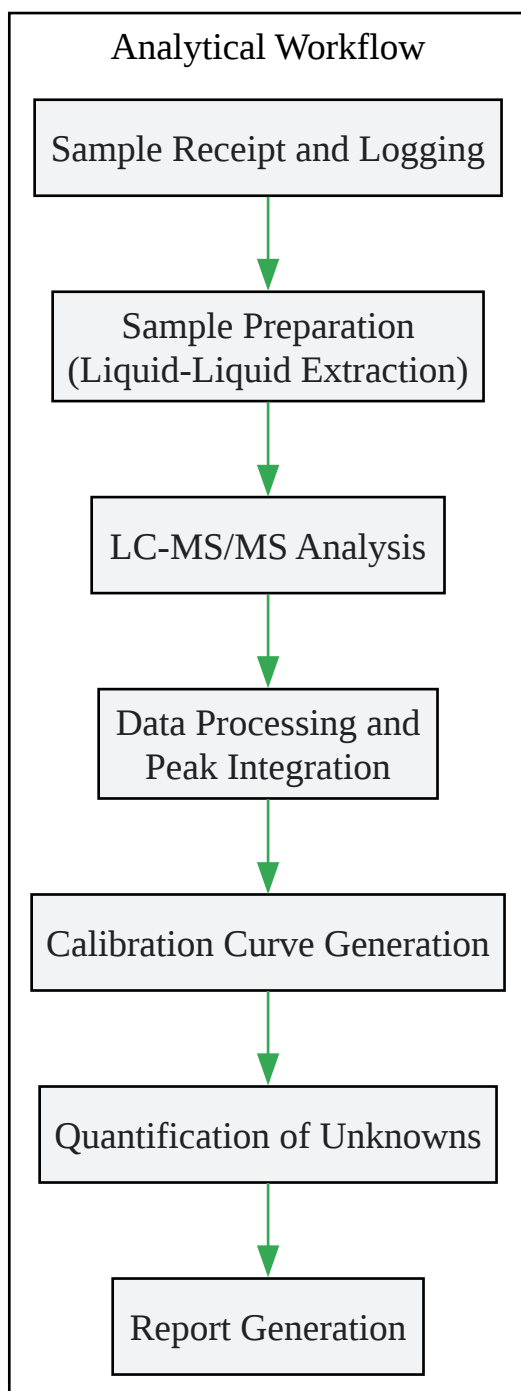 Analytical Workflow
Sample Receipt and Logging
Sample Preparation
(Liquid-Liquid Extraction)
LC-MS/MS Analysis
Data Processing and
Peak Integration
Calibration Curve Generation
Quantification of Unknowns
Report Generation